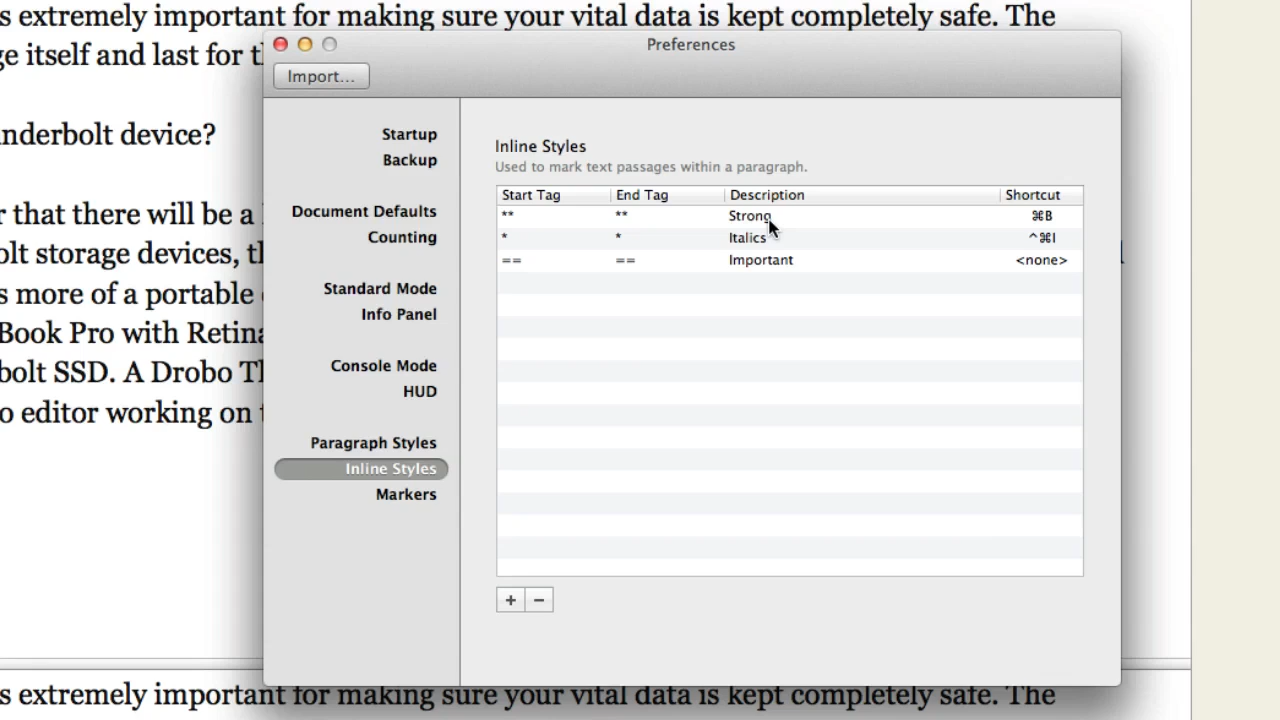 s extremely important for making sure your vital data is kept completely safe. The
Preferences
ge itself and last for t
Import...
nderbolt device?
r that there will be a
olt storage devices, th
s more of a portable
Book Pro with Retina
bolt SSD. A Drobo Th
o editor working on t
Startup
Backup
Document Defaults
Counting
Standard Mode
Info Panel
Console Mode
HUD
Paragraph Styles
Inline Styles
Markers
Inline Styles
Used to mark text passages within a paragraph.
Start Tag End Tag Description Shortcut
** ** Strong ⌘B
* * Italics ^⌘I
== == Important <none>
+ −
s extremely important for making sure your vital data is kept completely safe. The